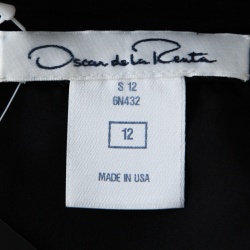 Oscar de la Renta
S 12
6N432
12
MADE IN USA